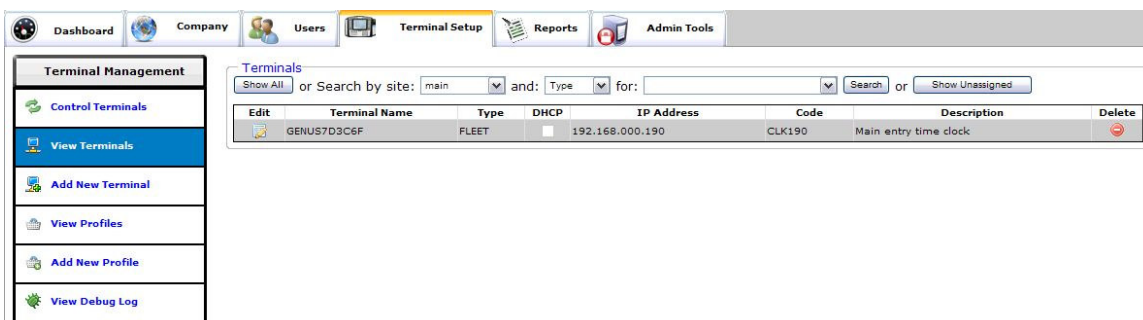 Dashboard Company Users Terminal Setup Reports Admin Tools
Terminal Management
Control Terminals
View Terminals
Add New Terminal
View Profiles
Add New Profile
View Debug Log
Terminals
Show All or Search by site: main and: Type for: Search or Show Unassigned
Edit Terminal Name Type DHCP IP Address Code Description Delete
GENUS7D3C6F FLEET 192.168.000.190 CLK190 Main entry time clock